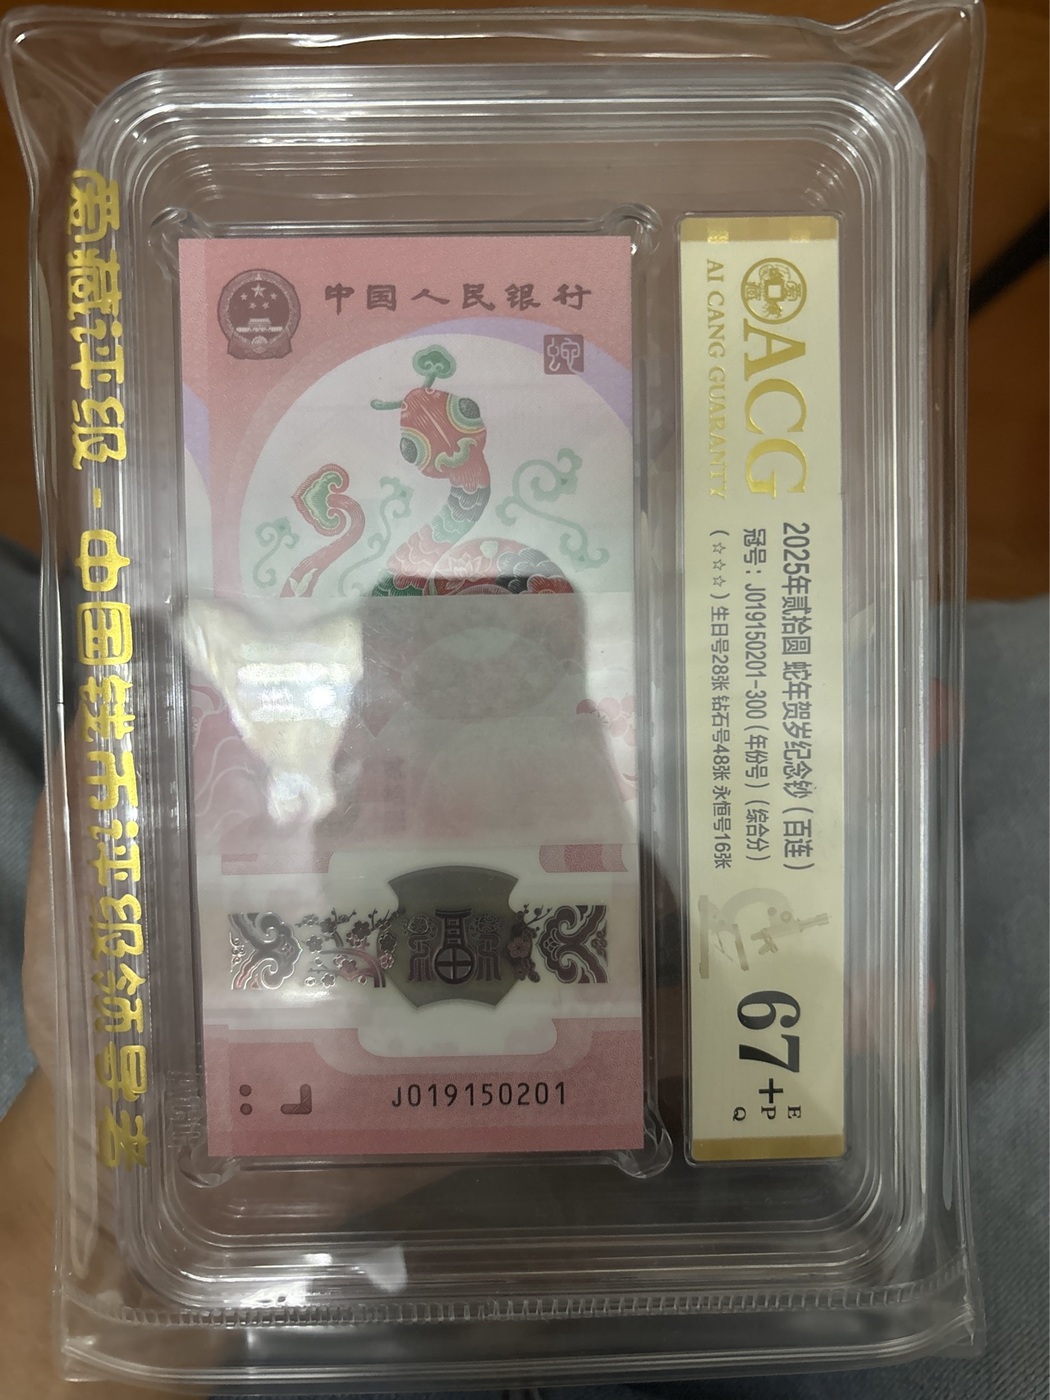 爱藏评级-中国钱币评级领导者
中国人民银行
蛇
J019150201
ACG
AI CANG GUARANTY
2025年贰拾圆 蛇年贺岁纪念钞（百连）
冠号：J019150201-300（年份号）（综合分）
（☆☆☆）生日号28张 钻石号48张 永恒号16张
67+
E
P
Q